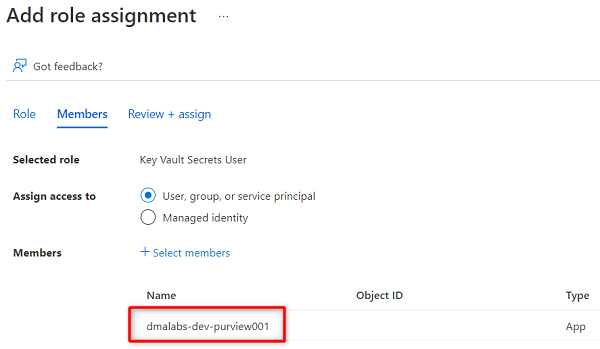 Add role assignment ...
Got feedback?
Role Members Review + assign
Selected role Key Vault Secrets User
Assign access to User, group, or service principal
Managed identity
Members + Select members
Name Object ID Type
dmalabs-dev-purview001 App